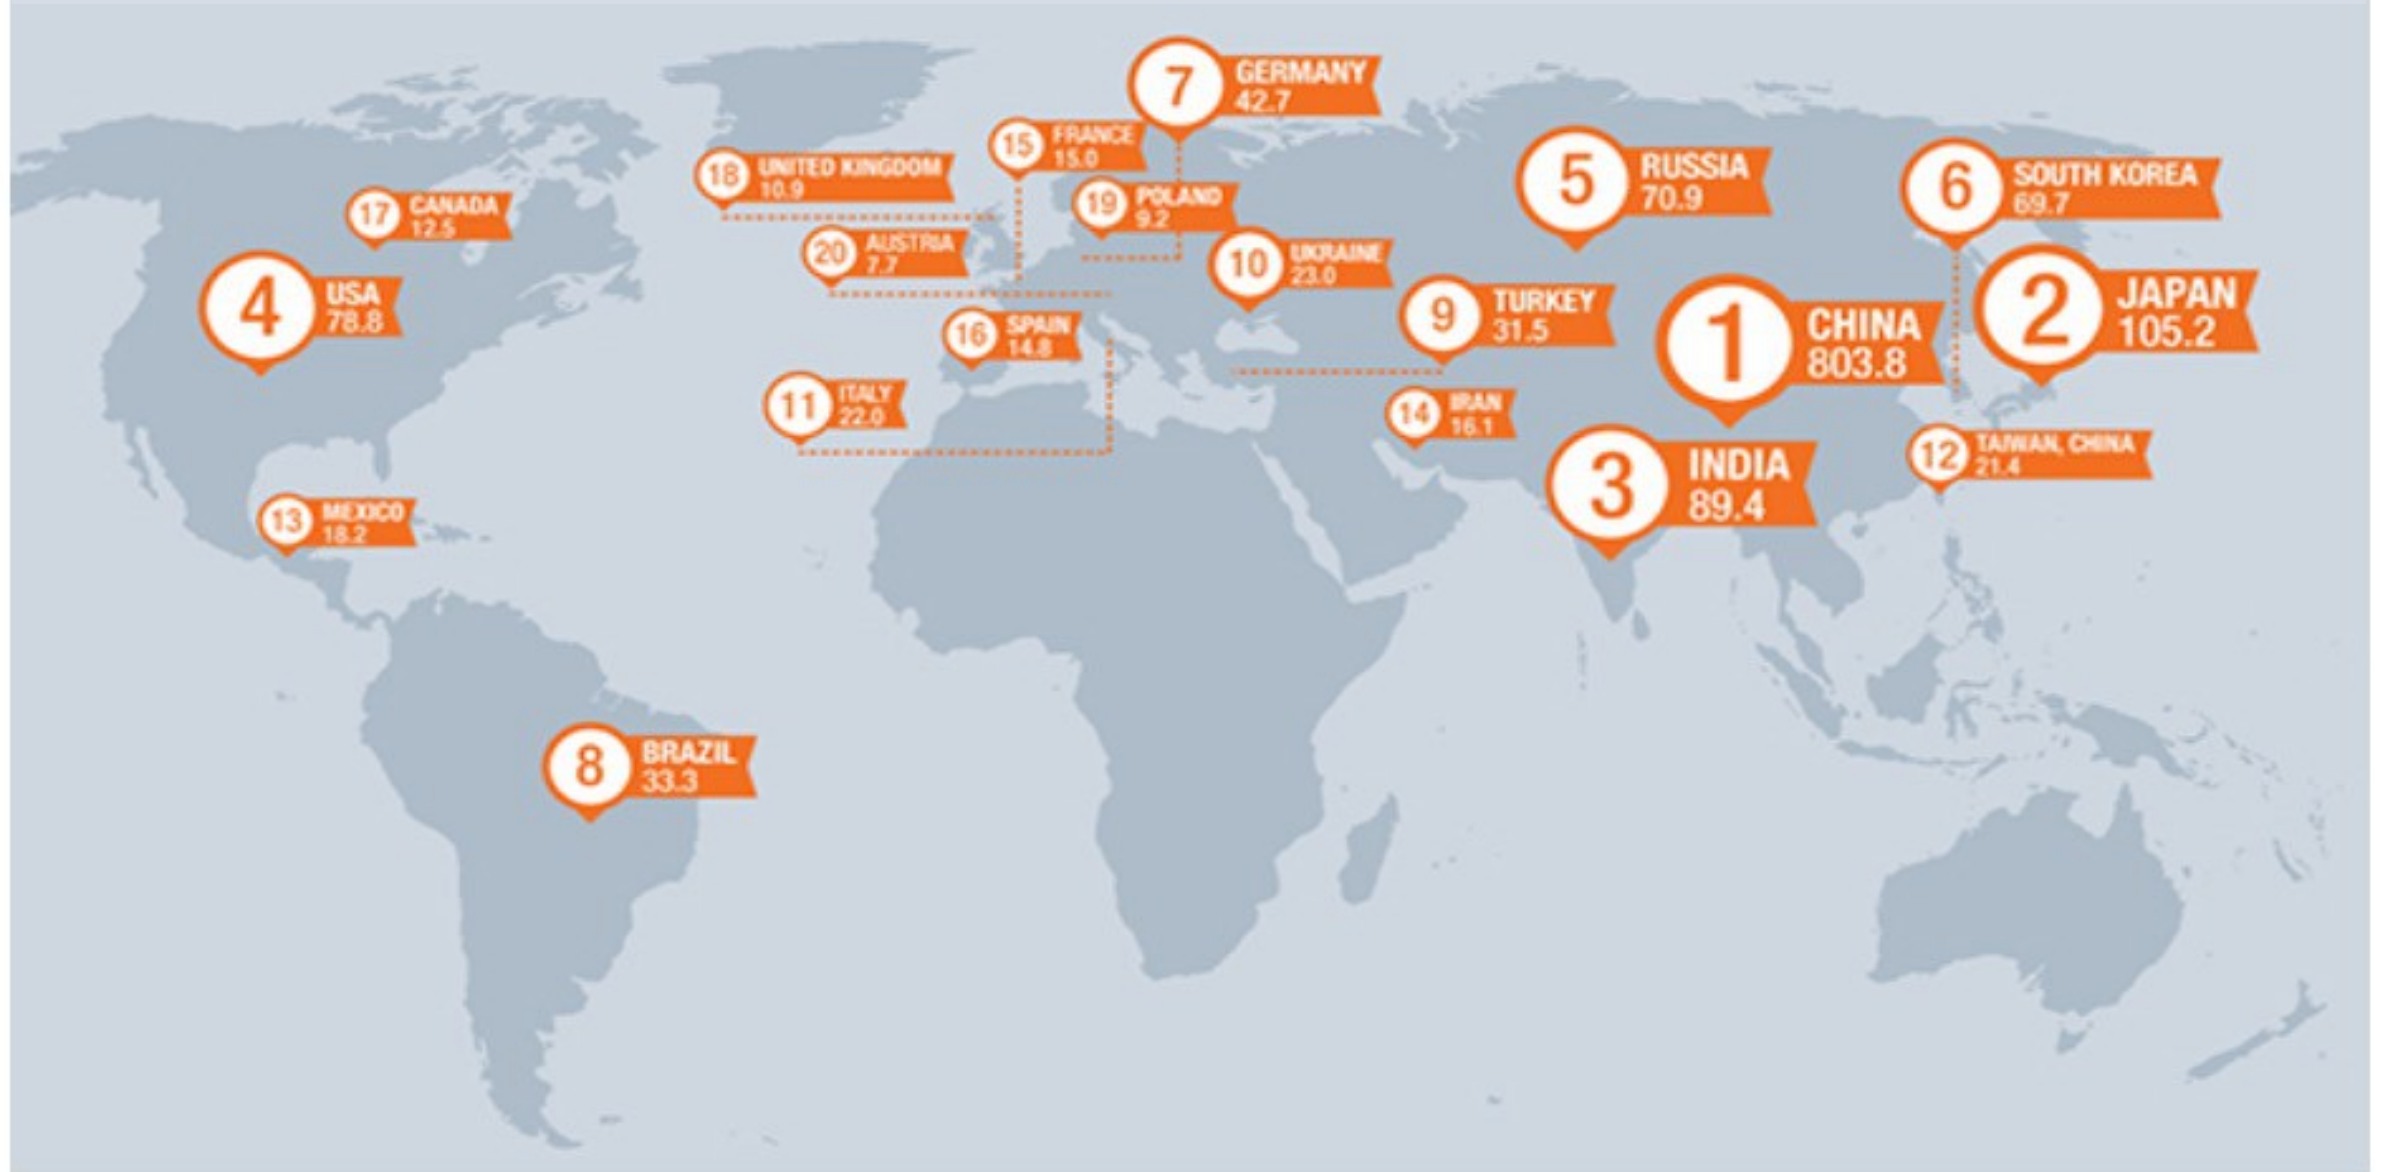 7
GERMANY
42.7
15
FRANCE
15.0
18
UNITED KINGDOM
10.9
5
RUSSIA
70.9
6
SOUTH KOREA
69.7
17
CANADA
12.5
19
POLAND
9.2
20
AUSTRIA
7.7
10
UKRAINE
23.0
4
USA
78.8
9
TURKEY
31.5
1
CHINA
803.8
2
JAPAN
105.2
16
SPAIN
14.8
11
ITALY
22.0
14
IRAN
16.1
12
TAIWAN, CHINA
21.4
3
INDIA
89.4
13
MEXICO
18.2
8
BRAZIL
33.3